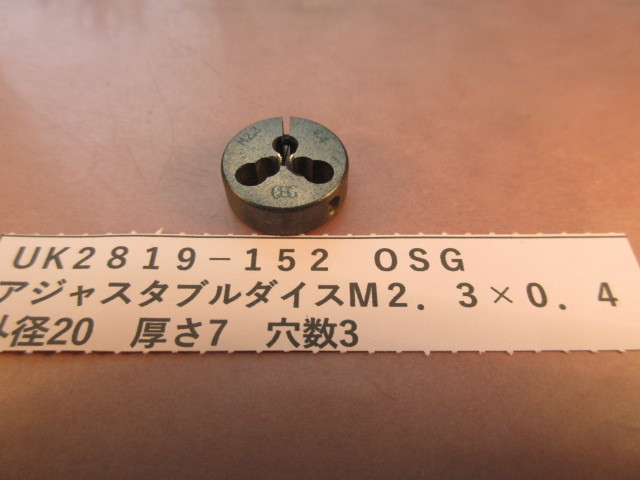 M2.3
OSG
UK2819-152 OSG
アジャスタブルダイスM2.3×0.4
外径20 厚さ7 穴数3